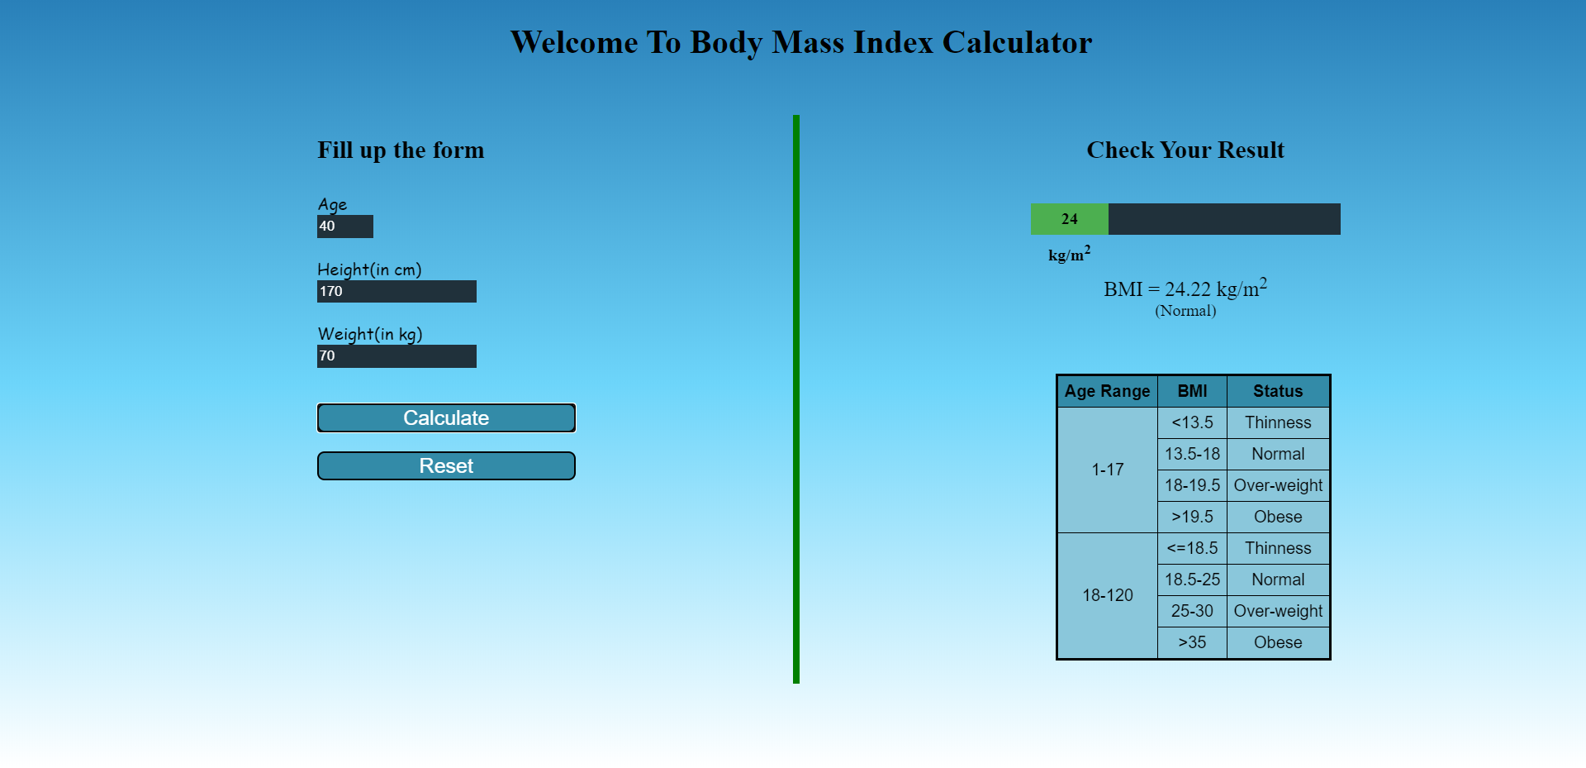 Welcome To Body Mass Index Calculator
Fill up the form
Age
40
Height(in cm)
170
Weight(in kg)
70
Calculate
Reset
Check Your Result
24
kg/m²
BMI = 24.22 kg/m²
(Normal)
Age Range BMI Status
1-17
<13.5 Thinness
13.5-18 Normal
18-19.5 Over-weight
>19.5 Obese
18-120
<=18.5 Thinness
18.5-25 Normal
25-30 Over-weight
>35 Obese